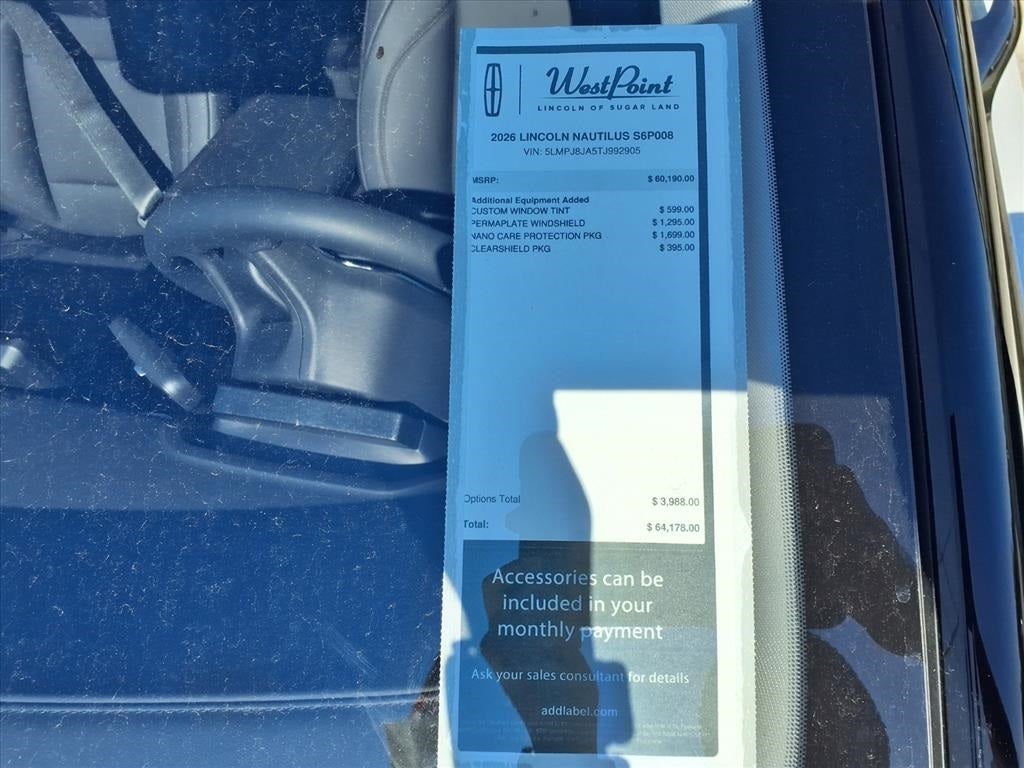 WestPoint
LINCOLN OF SUGAR LAND
2026 LINCOLN NAUTILUS S6P008
VIN: 5LMPJ8JA5TJ992905
MSRP: $ 60,190.00
Additional Equipment Added
CUSTOM WINDOW TINT $ 599.00
PERMAPLATE WINDSHIELD $ 1,295.00
NANO CARE PROTECTION PKG $ 1,699.00
CLEARSHIELD PKG $ 395.00
Options Total $ 3,988.00
Total: $ 64,178.00
Accessories can be
included in your
monthly payment
Ask your sales consultant for details
addlabel.com